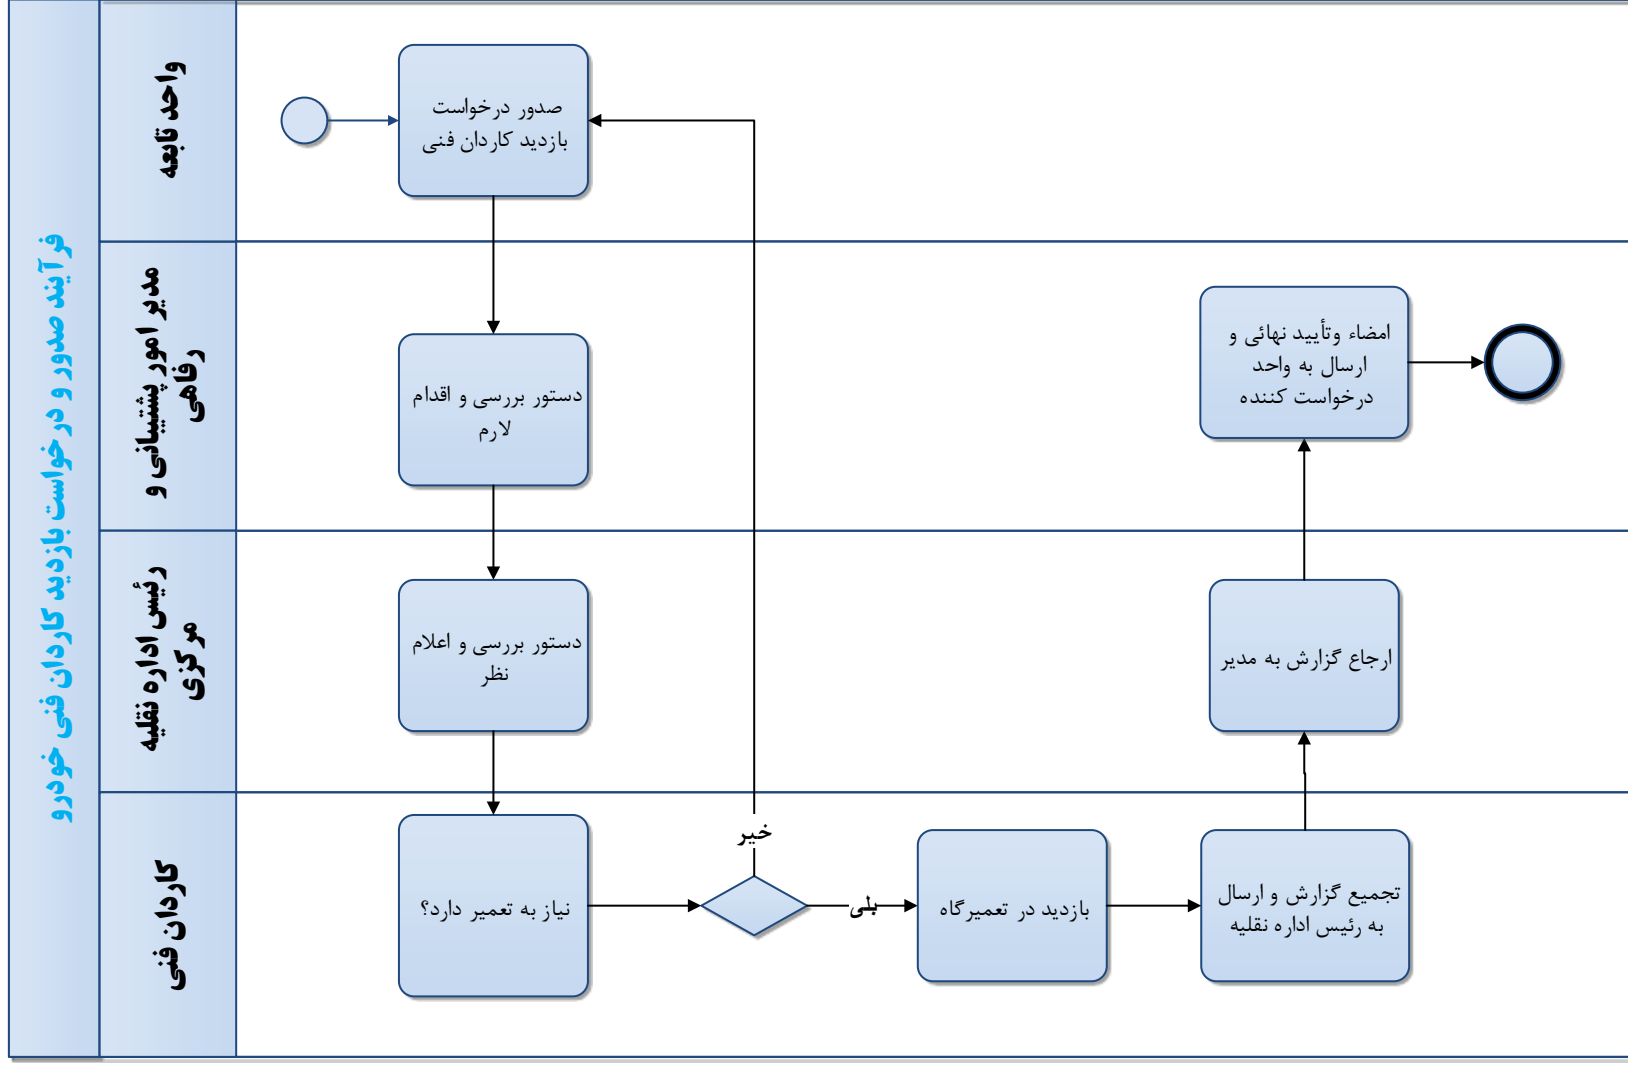 فرآیند صدور و درخواست بازدید کاردان فنی خودرو
واحد تابعه
صدور درخواست
بازدید کاردان فنی
مدیر امور پشتیبانی و
رفاهی
دستور بررسی و اقدام
لارم
امضاء وتأیید نهائی و
ارسال به واحد
درخواست کننده
رئیس اداره نقلیه
مرکزی
دستور بررسی و اعلام
نظر
ارجاع گزارش به مدیر
کاردان فنی
نیاز به تعمیر دارد؟
خیر
بلی
بازدید در تعمیرگاه
تجمیع گزارش و ارسال
به رئیس اداره نقلیه